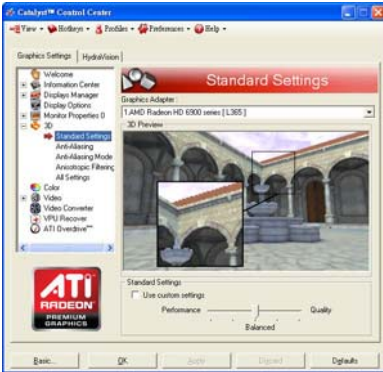 Catalyst™ Control Center
View Hotkeys Profiles Preferences Help
Graphics Settings HydraVision
Welcome
Information Center
Displays Manager
Display Options
Monitor Properties 0
3D
Standard Settings
Anti-Aliasing
Anti-Aliasing Mode
Anisotropic Filtering
All Settings
Color
Video
Video Converter
VPU Recover
ATI Overdrive™
ATI
RADEON
PREMIUM
GRAPHICS
Standard Settings
Graphics Adapter:
1.AMD Radeon HD 6900 series [ L365 ]
3D Preview
Standard Settings
Use custom settings
Performance Quality
Balanced
Basic... OK Apply Discard Defaults